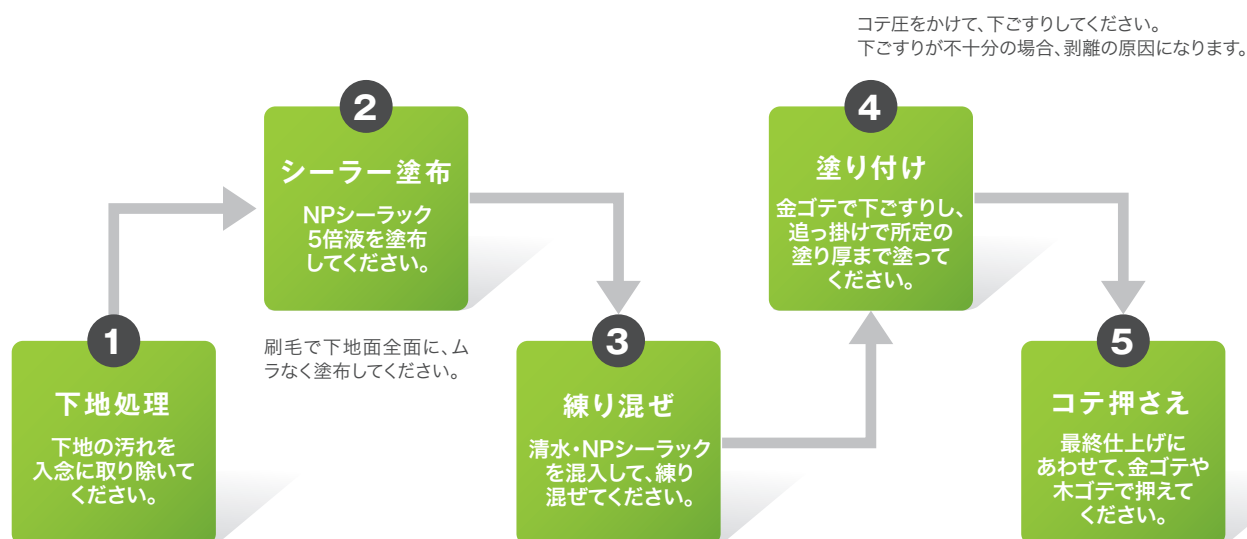 1
下地処理
下地の汚れを
入念に取り除いて
ください。
2
シーラー塗布
NPシーラック
5倍液を塗布
してください。
刷毛で下地面全面に、ム
ラなく塗布してください。
3
練り混ぜ
清水・NPシーラック
を混入して、練り
混ぜてください。
コテ圧をかけて、下ごすりしてください。
下ごすりが不十分の場合、剥離の原因になります。
4
塗り付け
金ゴテで下ごすりし、
追っ掛けで所定の
塗り厚まで塗って
ください。
5
コテ押さえ
最終仕上げに
あわせて、金ゴテや
木ゴテで押えて
ください。